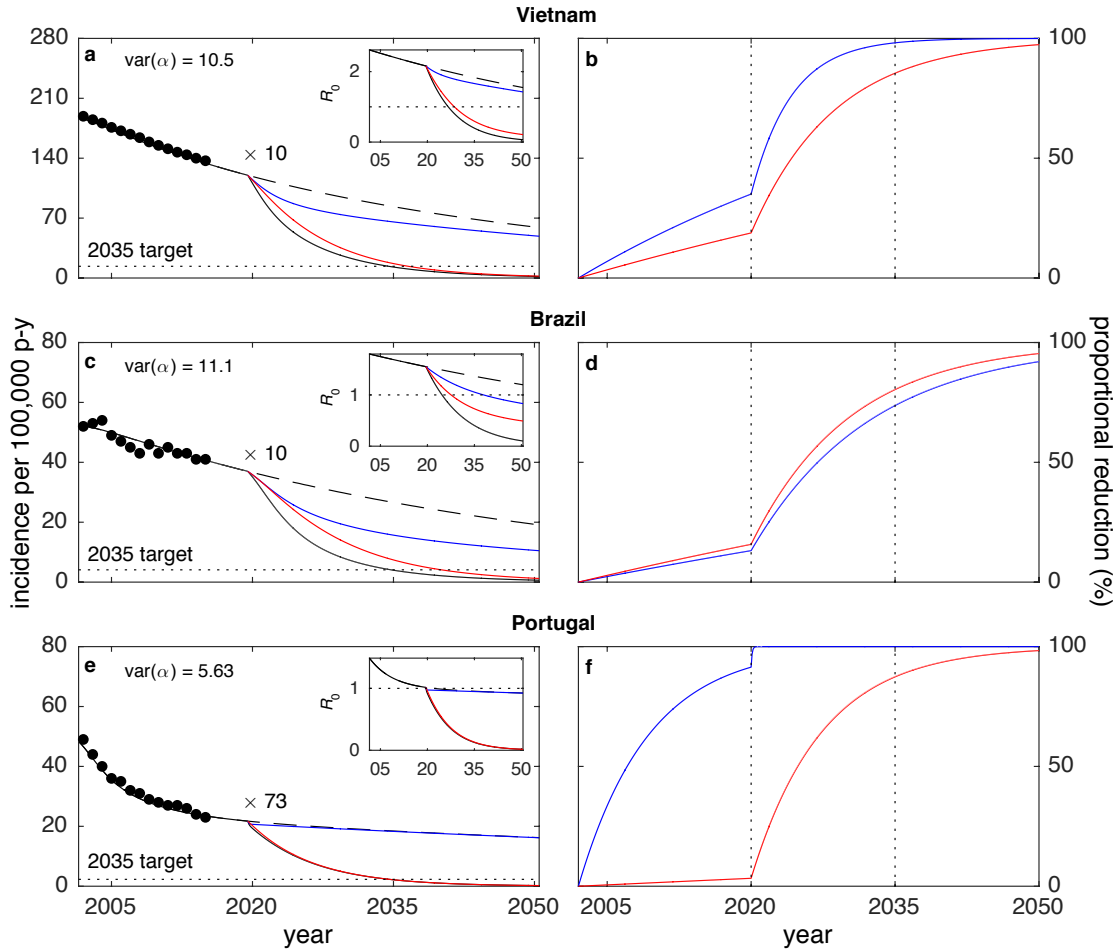 Vietnam
a
var(α) = 10.5
280
210
140
70
0
× 10
2035 target
R0
2
0
05 20 35 50
b
100
50
0
Brazil
c
var(α) = 11.1
80
60
40
20
0
× 10
2035 target
R0
1
0
05 20 35 50
d
100
50
0
incidence per 100,000 p-y
proportional reduction (%)
Portugal
e
var(α) = 5.63
80
60
40
20
0
× 73
2035 target
R0
1
0
05 20 35 50
f
100
50
0
2005 2020 2035 2050
year
2005 2020 2035 2050
year